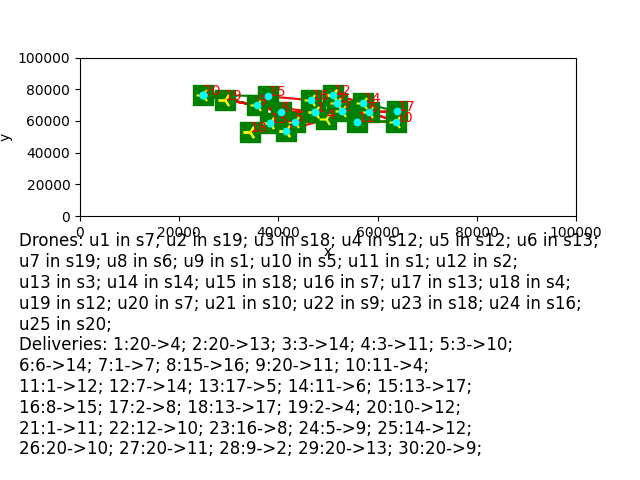 100000
80000
60000
40000
20000
0
y
0 20000 40000 60000 80000 100000
x
Drones: u1 in s7; u2 in s19; u3 in s18; u4 in s12; u5 in s12; u6 in s13;
u7 in s19; u8 in s6; u9 in s1; u10 in s5; u11 in s1; u12 in s2;
u13 in s3; u14 in s14; u15 in s18; u16 in s7; u17 in s13; u18 in s4;
u19 in s12; u20 in s7; u21 in s10; u22 in s9; u23 in s18; u24 in s16;
u25 in s20;
Deliveries: 1:20->4; 2:20->13; 3:3->14; 4:3->11; 5:3->10;
6:6->14; 7:1->7; 8:15->16; 9:20->11; 10:11->4;
11:1->12; 12:7->14; 13:17->5; 14:11->6; 15:13->17;
16:8->15; 17:2->8; 18:13->17; 19:2->4; 20:10->12;
21:1->11; 22:12->10; 23:16->8; 24:5->9; 25:14->12;
26:20->10; 27:20->11; 28:9->2; 29:20->13; 30:20->9;